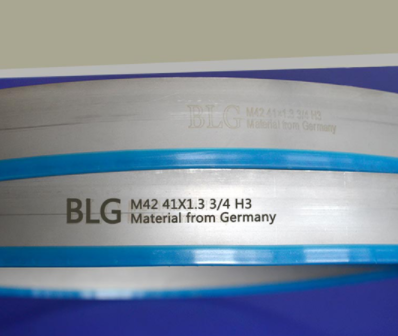 BLG M42 41X1.3 3/4 H3
Material from Germany
BLG M42 41X1.3 3/4 H3
Material from Germany